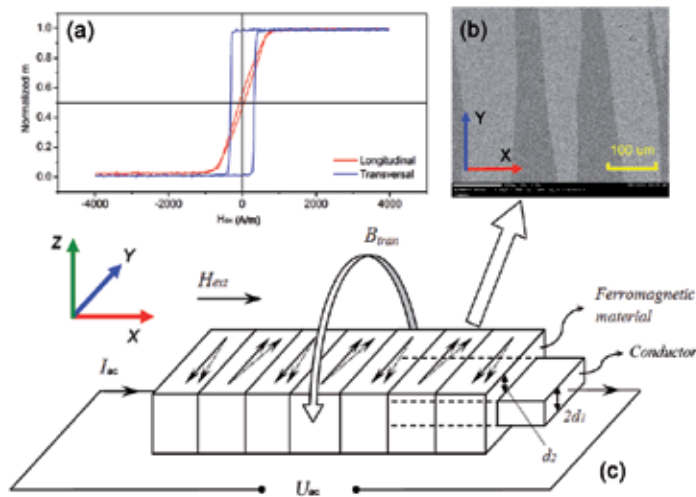 (a)
Normalized m
1.0
0.8
0.6
0.4
0.2
0.0
Longitudinal
Transversal
-4000
-2000
0
2000
4000
Hex (A/m)
(b)
Y
X
100 um
Z
Y
X
Hext
Btran
Ferromagnetic
material
Conductor
Iac
2d1
d2
Uac
(c)